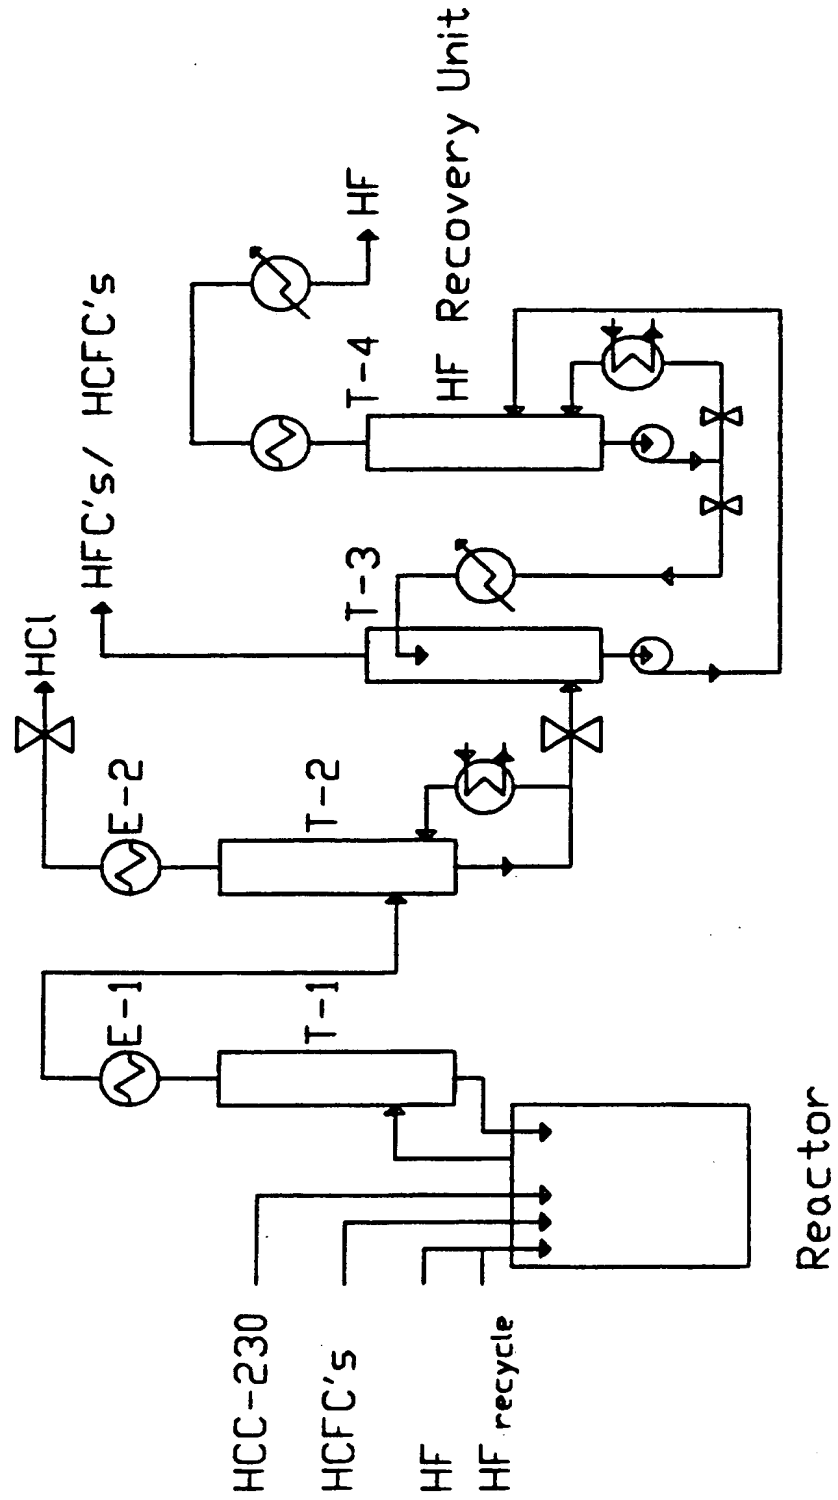 HCC-230
HCFC's
HF
HF recycle
Reactor
E-1
T-1
E-2
T-2
HCl
HFC's/ HCFC's
T-3
T-4
HF
HF Recovery Unit